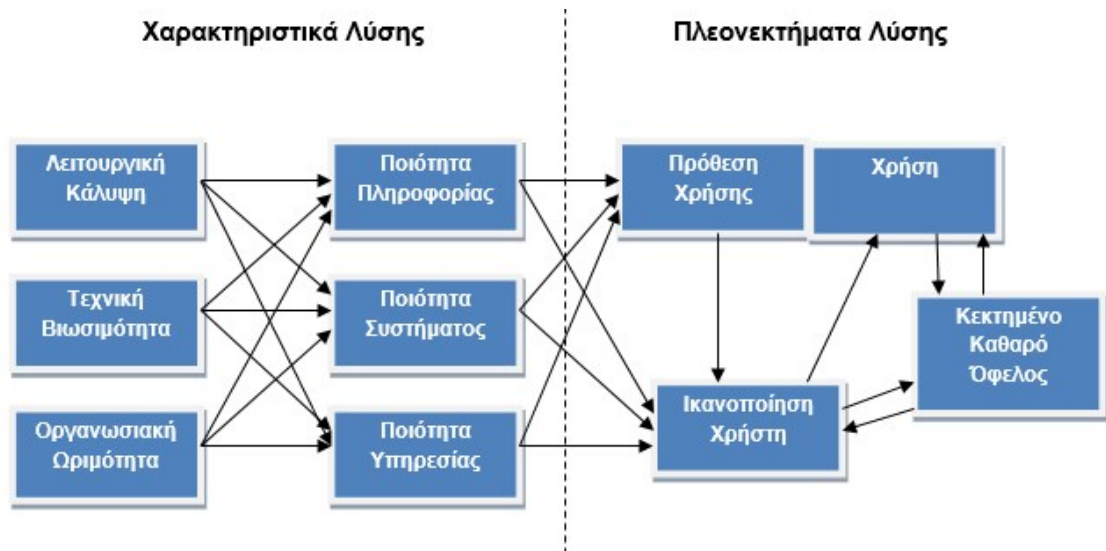 Χαρακτηριστικά Λύσης
Πλεονεκτήματα Λύσης
Λειτουργική
Κάλυψη
Ποιότητα
Πληροφορίας
Πρόθεση
Χρήσης
Χρήση
Τεχνική
Βιωσιμότητα
Ποιότητα
Συστήματος
Κεκτημένο
Καθαρό
Όφελος
Οργανωσιακή
Ωριμότητα
Ποιότητα
Υπηρεσίας
Ικανοποίηση
Χρήστη